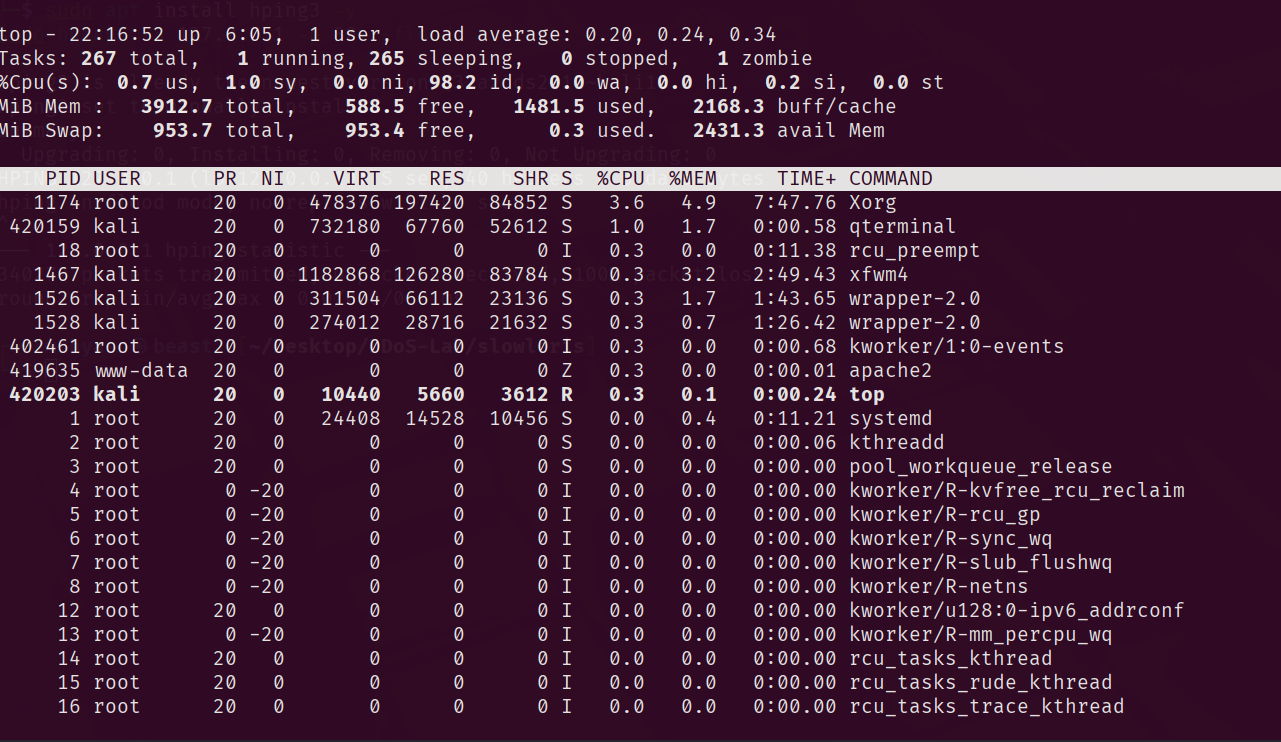 top - 22:16:52 up  6:05,  1 user,  load average: 0.20, 0.24, 0.34
Tasks: 267 total,   1 running, 265 sleeping,   0 stopped,   1 zombie
%Cpu(s):  0.7 us,  1.0 sy,  0.0 ni, 98.2 id,  0.0 wa,  0.0 hi,  0.2 si,  0.0 st
MiB Mem :   3912.7 total,    588.5 free,   1481.5 used,   2168.3 buff/cache
MiB Swap:    953.7 total,    953.4 free,      0.3 used.   2431.3 avail Mem
    PID USER      PR  NI    VIRT    RES    SHR S  %CPU  %MEM     TIME+ COMMAND
   1174 root      20   0  478376 197420  84852 S   3.6   4.9   7:47.76 Xorg
 420159 kali      20   0  732180  67760  52612 S   1.0   1.7   0:00.58 qterminal
     18 root      20   0       0      0      0 I   0.3   0.0   0:11.38 rcu_preempt
   1467 kali      20   0 1182868 126280  83784 S   0.3   3.2   2:49.43 xfwm4
   1526 kali      20   0  311504  66112  23136 S   0.3   1.7   1:43.65 wrapper-2.0
   1528 kali      20   0  274012  28716  21632 S   0.3   0.7   1:26.42 wrapper-2.0
 402461 root      20   0       0      0      0 I   0.3   0.0   0:00.68 kworker/1:0-events
 419635 www-data  20   0       0      0      0 Z   0.3   0.0   0:00.01 apache2
 420203 kali      20   0   10440   5660   3612 R   0.3   0.1   0:00.24 top
      1 root      20   0   24408  14528  10456 S   0.0   0.4   0:11.21 systemd
      2 root      20   0       0      0      0 S   0.0   0.0   0:00.06 kthreadd
      3 root      20   0       0      0      0 S   0.0   0.0   0:00.00 pool_workqueue_release
      4 root       0 -20       0      0      0 I   0.0   0.0   0:00.00 kworker/R-kvfree_rcu_reclaim
      5 root       0 -20       0      0      0 I   0.0   0.0   0:00.00 kworker/R-rcu_gp
      6 root       0 -20       0      0      0 I   0.0   0.0   0:00.00 kworker/R-sync_wq
      7 root       0 -20       0      0      0 I   0.0   0.0   0:00.00 kworker/R-slub_flushwq
      8 root       0 -20       0      0      0 I   0.0   0.0   0:00.00 kworker/R-netns
     12 root      20   0       0      0      0 I   0.0   0.0   0:00.00 kworker/u128:0-ipv6_addrconf
     13 root       0 -20       0      0      0 I   0.0   0.0   0:00.00 kworker/R-mm_percpu_wq
     14 root      20   0       0      0      0 I   0.0   0.0   0:00.00 rcu_tasks_kthread
     15 root      20   0       0      0      0 I   0.0   0.0   0:00.00 rcu_tasks_rude_kthread
     16 root      20   0       0      0      0 I   0.0   0.0   0:00.00 rcu_tasks_trace_kthread